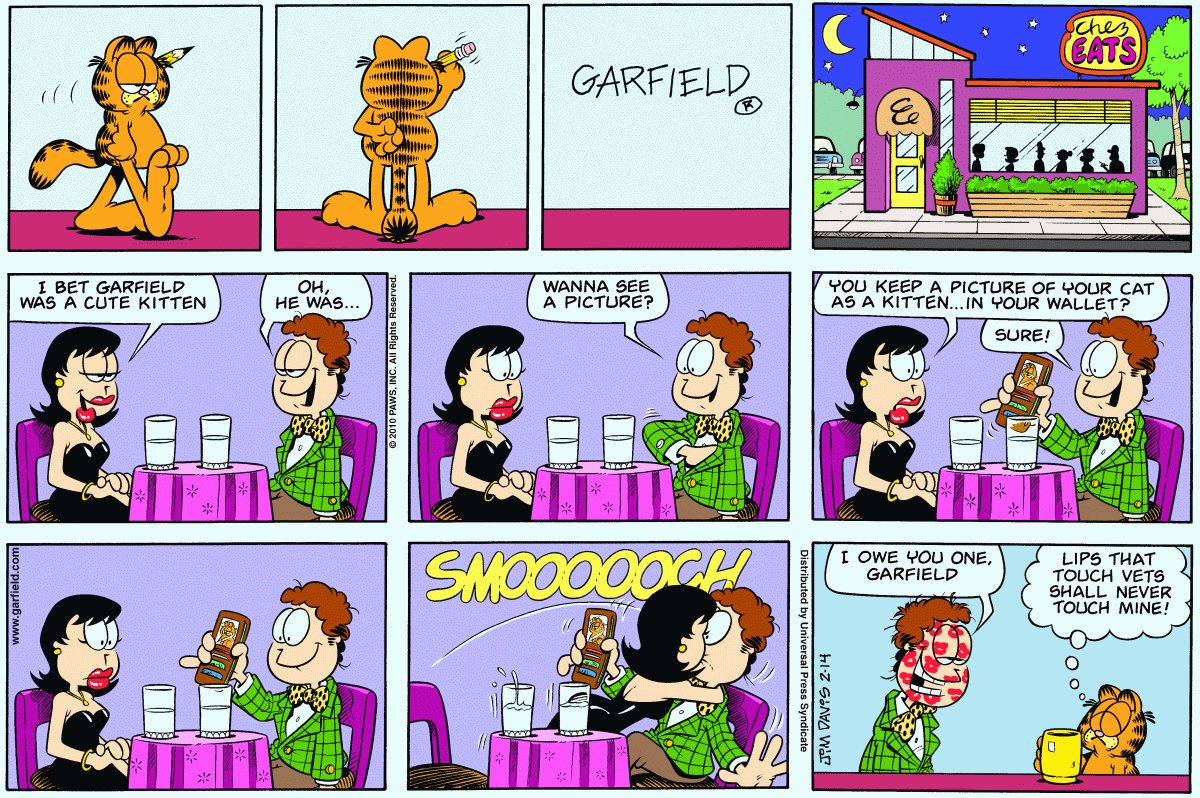 GARFIELD
®
chez
EATS
E
I BET GARFIELD
WAS A CUTE KITTEN
OH,
HE WAS...
© 2010 PAWS, INC. All Rights Reserved.
WANNA SEE
A PICTURE?
YOU KEEP A PICTURE OF YOUR CAT
AS A KITTEN...IN YOUR WALLET?
SURE!
www.garfield.com
SMOOOOOCH
Distributed by Universal Press Syndicate
I OWE YOU ONE,
GARFIELD
LIPS THAT
TOUCH VETS
SHALL NEVER
TOUCH MINE!
JIM DAVIS 2-14